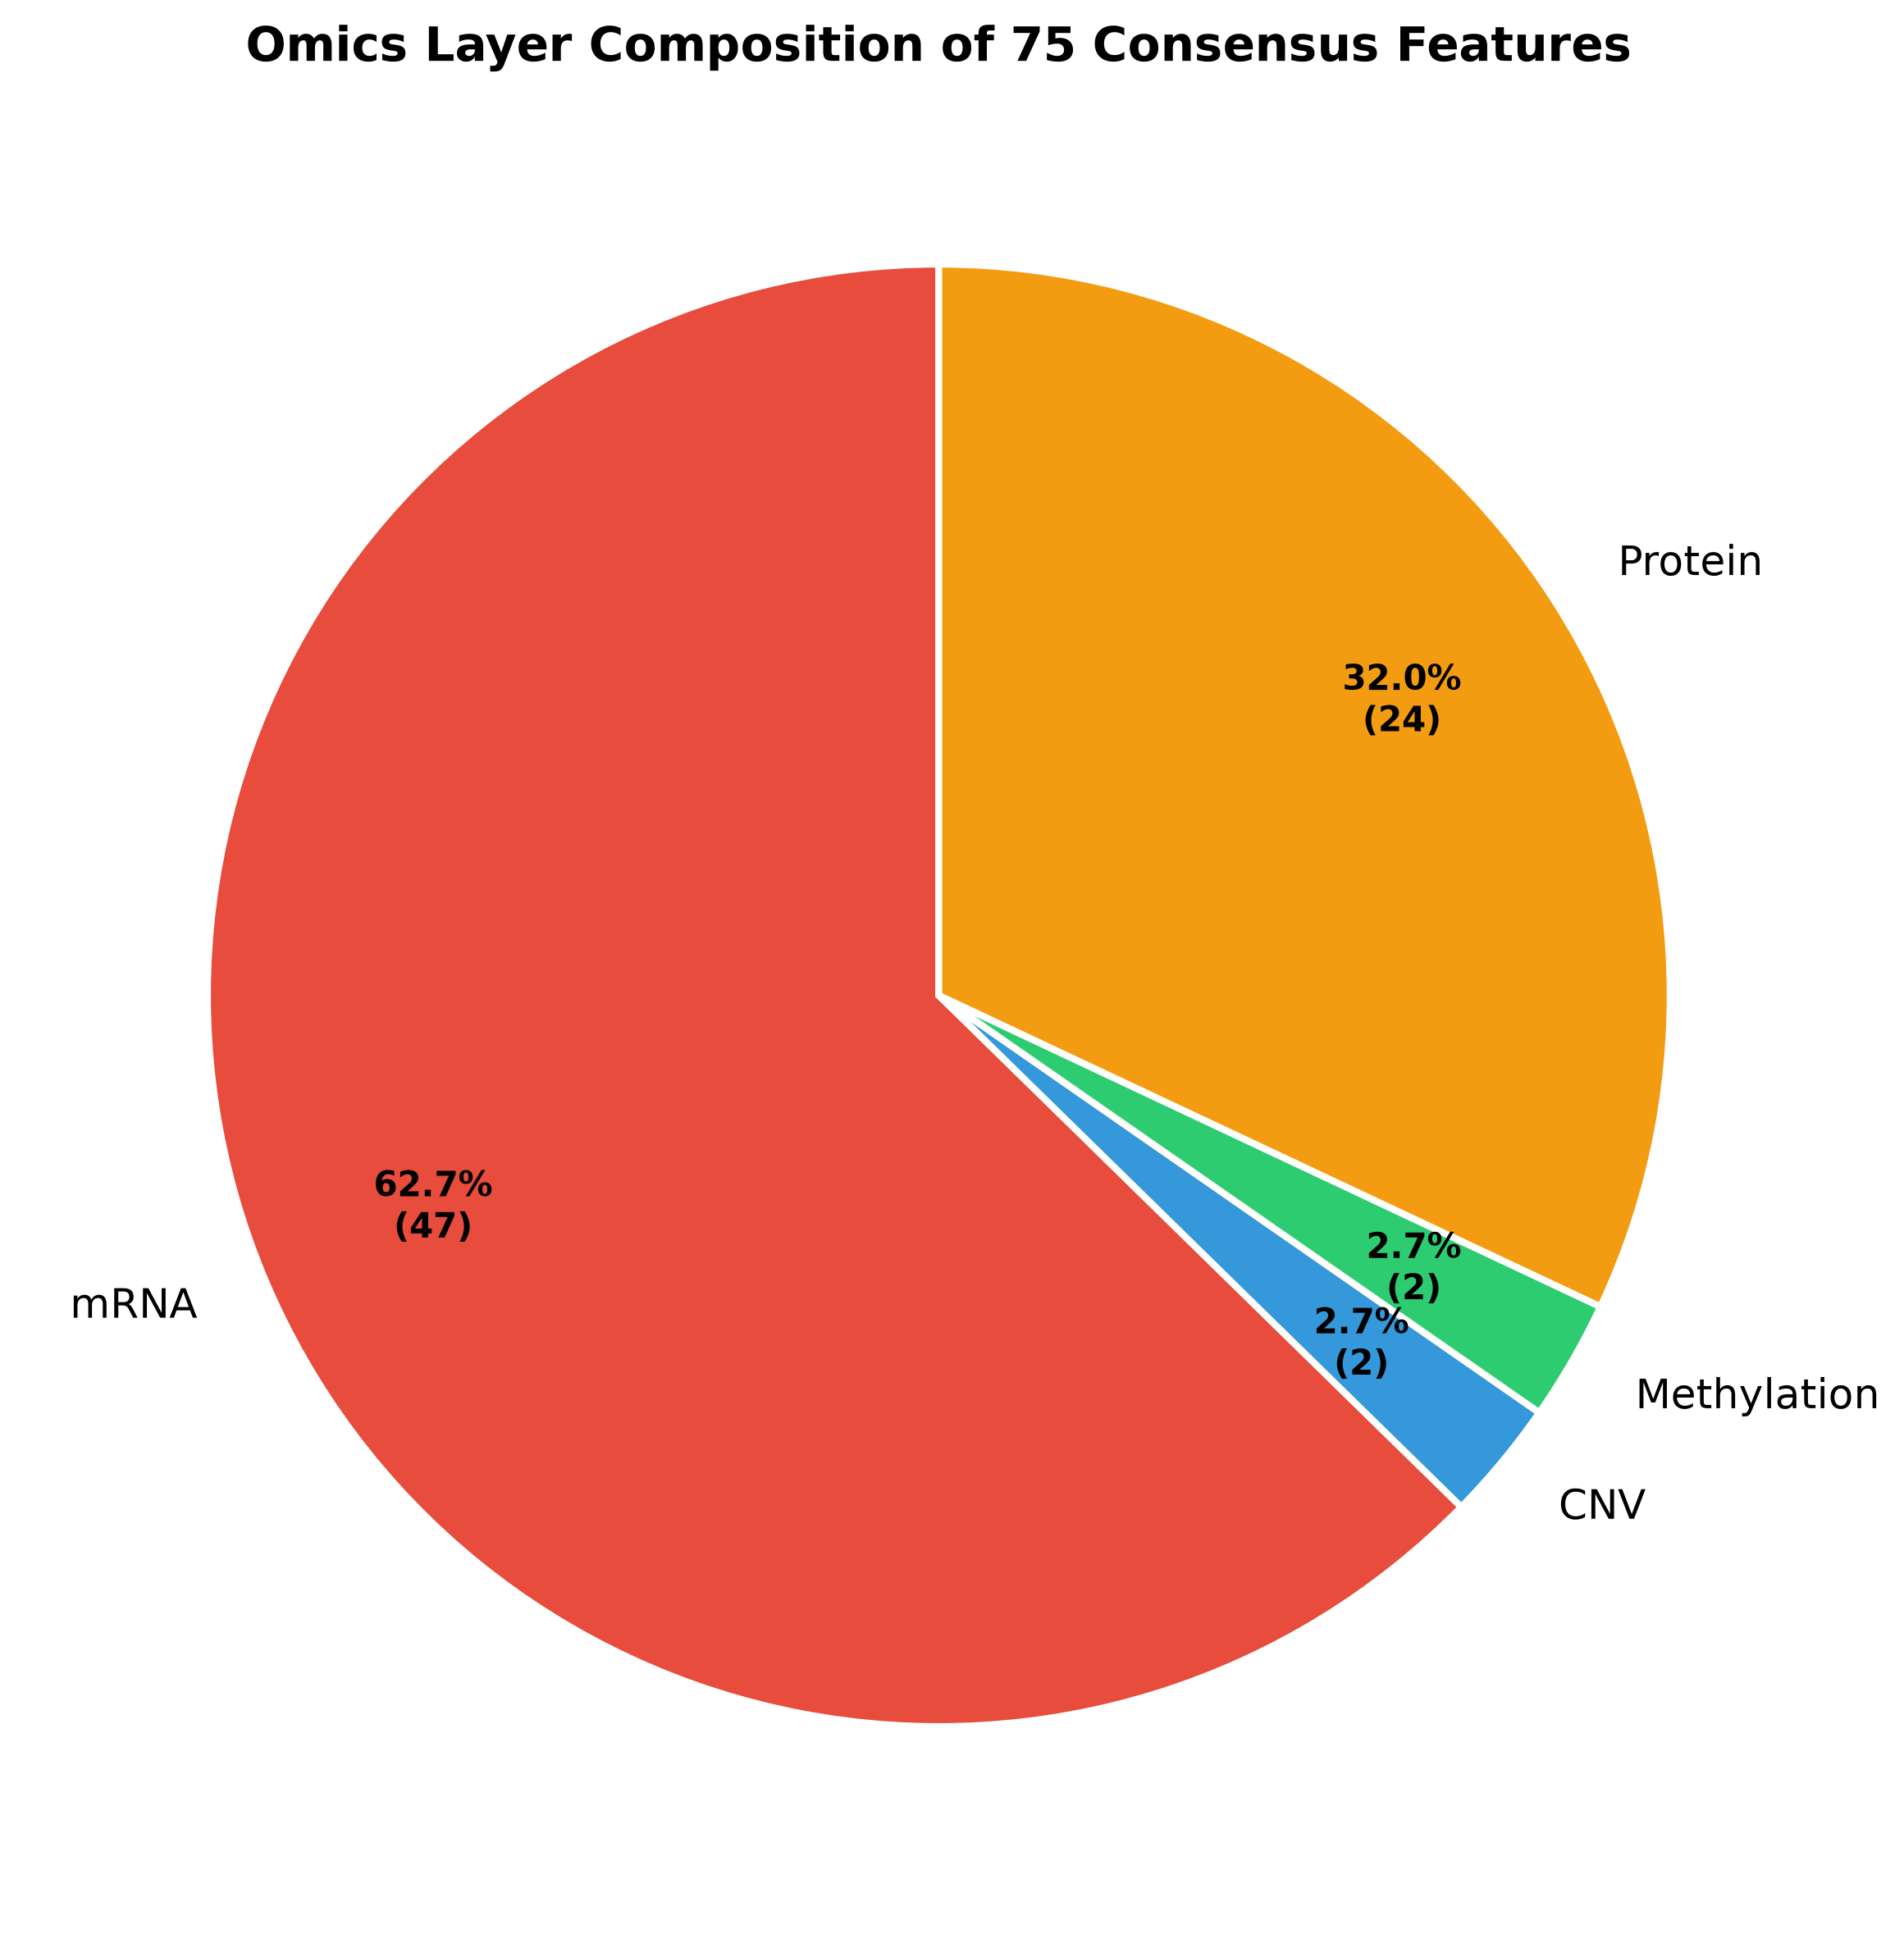 Omics Layer Composition of 75 Consensus Features
Protein
32.0%
(24)
62.7%
(47)
mRNA
2.7%
(2)
2.7%
(2)
Methylation
CNV